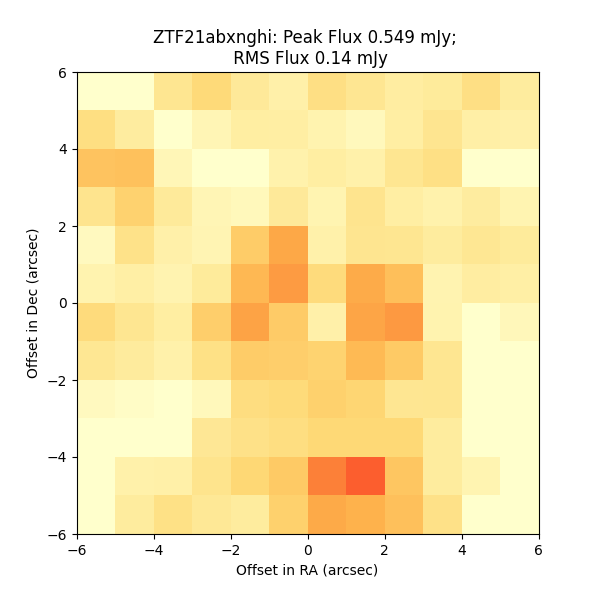 ZTF21abxnghi: Peak Flux 0.549 mJy;
RMS Flux 0.14 mJy
6
4
2
0
−2
−4
−6
Offset in Dec (arcsec)
−6 −4 −2 0 2 4 6
Offset in RA (arcsec)